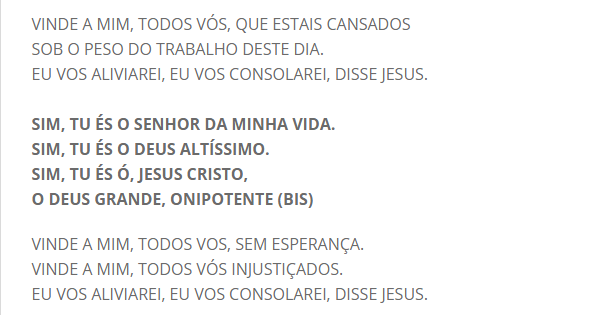 VINDE A MIM, TODOS VÓS, QUE ESTAIS CANSADOS
SOB O PESO DO TRABALHO DESTE DIA.
EU VOS ALIVIAREI, EU VOS CONSOLAREI, DISSE JESUS.
SIM, TU ÉS O SENHOR DA MINHA VIDA.
SIM, TU ÉS O DEUS ALTÍSSIMO.
SIM, TU ÉS Ó, JESUS CRISTO,
O DEUS GRANDE, ONIPOTENTE (BIS)
VINDE A MIM, TODOS VOS, SEM ESPERANÇA.
VINDE A MIM, TODOS VÓS INJUSTIÇADOS.
EU VOS ALIVIAREI, EU VOS CONSOLAREI, DISSE JESUS.